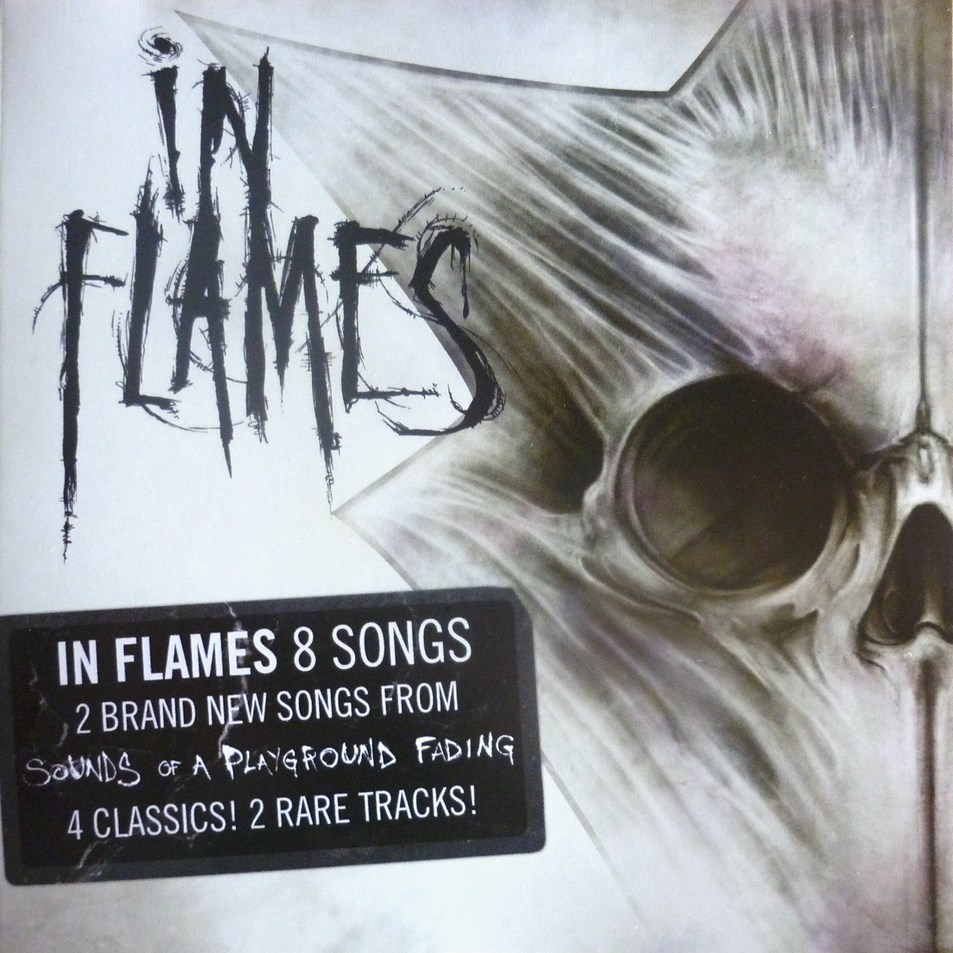 iN
FLAMES
IN FLAMES 8 SONGS
2 BRAND NEW SONGS FROM
SOUNDS OF A PLAYGROUND FADING
4 CLASSICS! 2 RARE TRACKS!